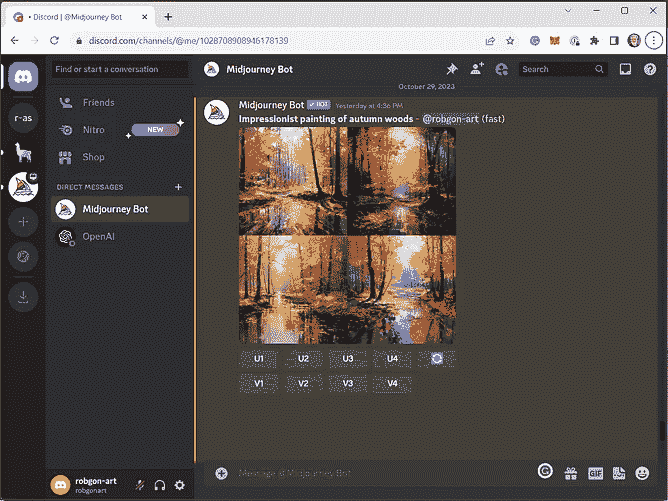 • Discord | @Midjourney Bot
discord.com/channels/@me/1028708908946178139
Find or start a conversation
Midjourney Bot
Search
October 29, 2023
r-as
Friends
Nitro
NEW
Shop
DIRECT MESSAGES
Midjourney Bot
OpenAI
Midjourney Bot ✓ BOT Yesterday at 4:36 PM
Impressionist painting of autumn woods - @robgon-art (fast)
U1 U2 U3 U4
V1 V2 V3 V4
robgon-art
robgonart
Message @Midjourney Bot
GIF